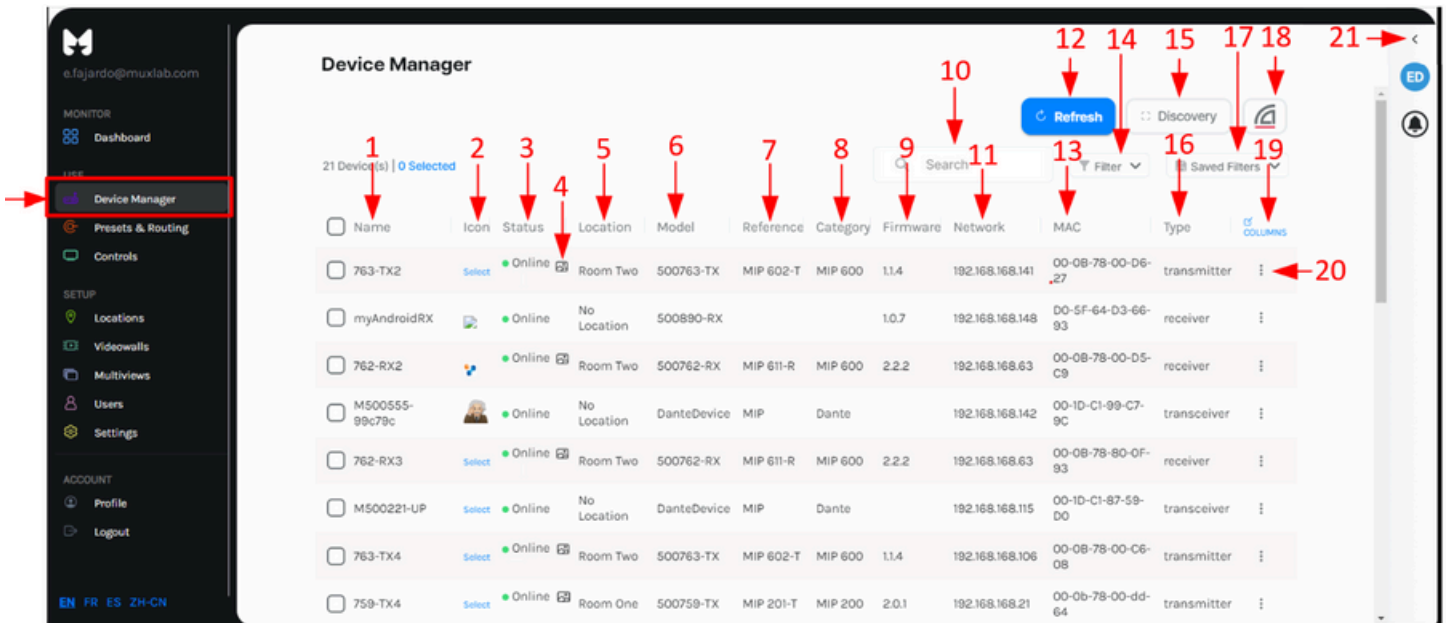 12 14 15 17 18 21
e.fajardo@muxlab.com
Device Manager
10
ED
MONITOR
Dashboard
Refresh
Discovery
1 2 3 5 6 7 8 9 11 13 16 19
21 Device(s) | 0 Selected
Search
Filter
Saved Filters
USE
4
Device Manager
Name Icon Status Location Model Reference Category Firmware Network MAC Type COLUMNS
Presets & Routing
Controls
763-TX2 Select Online Room Two 500763-TX MIP 602-T MIP 600 1.1.4 192.168.168.141 00-0B-78-00-D6-
27 transmitter 20
SETUP
Locations
myAndroidRX Online No
Location 500890-RX 1.0.7 192.168.168.148 D0-5F-64-D3-66-
93 receiver
Videowalls
Multiviews
762-RX2 Online Room Two 500762-RX MIP 611-R MIP 600 2.2.2 192.168.168.63 00-0B-78-00-D5-
C9 receiver
Users
Settings
M500555-
99c79c Online No
Location DanteDevice MIP Dante 192.168.168.142 00-1D-C1-99-C7-
9C transceiver
762-RX3 Select Online Room Two 500762-RX MIP 611-R MIP 600 2.2.2 192.168.168.63 00-0B-78-80-0F-
93 receiver
ACCOUNT
Profile
Logout
M500221-UP Select Online No
Location DanteDevice MIP Dante 192.168.168.115 00-1D-C1-87-59-
D0 transceiver
763-TX4 Select Online Room Two 500763-TX MIP 602-T MIP 600 1.1.4 192.168.168.106 00-0B-78-00-C6-
08 transmitter
EN FR ES ZH-CN
759-TX4 Select Online Room One 500759-TX MIP 201-T MIP 200 2.0.1 192.168.168.21 00-0b-78-00-dd-
64 transmitter